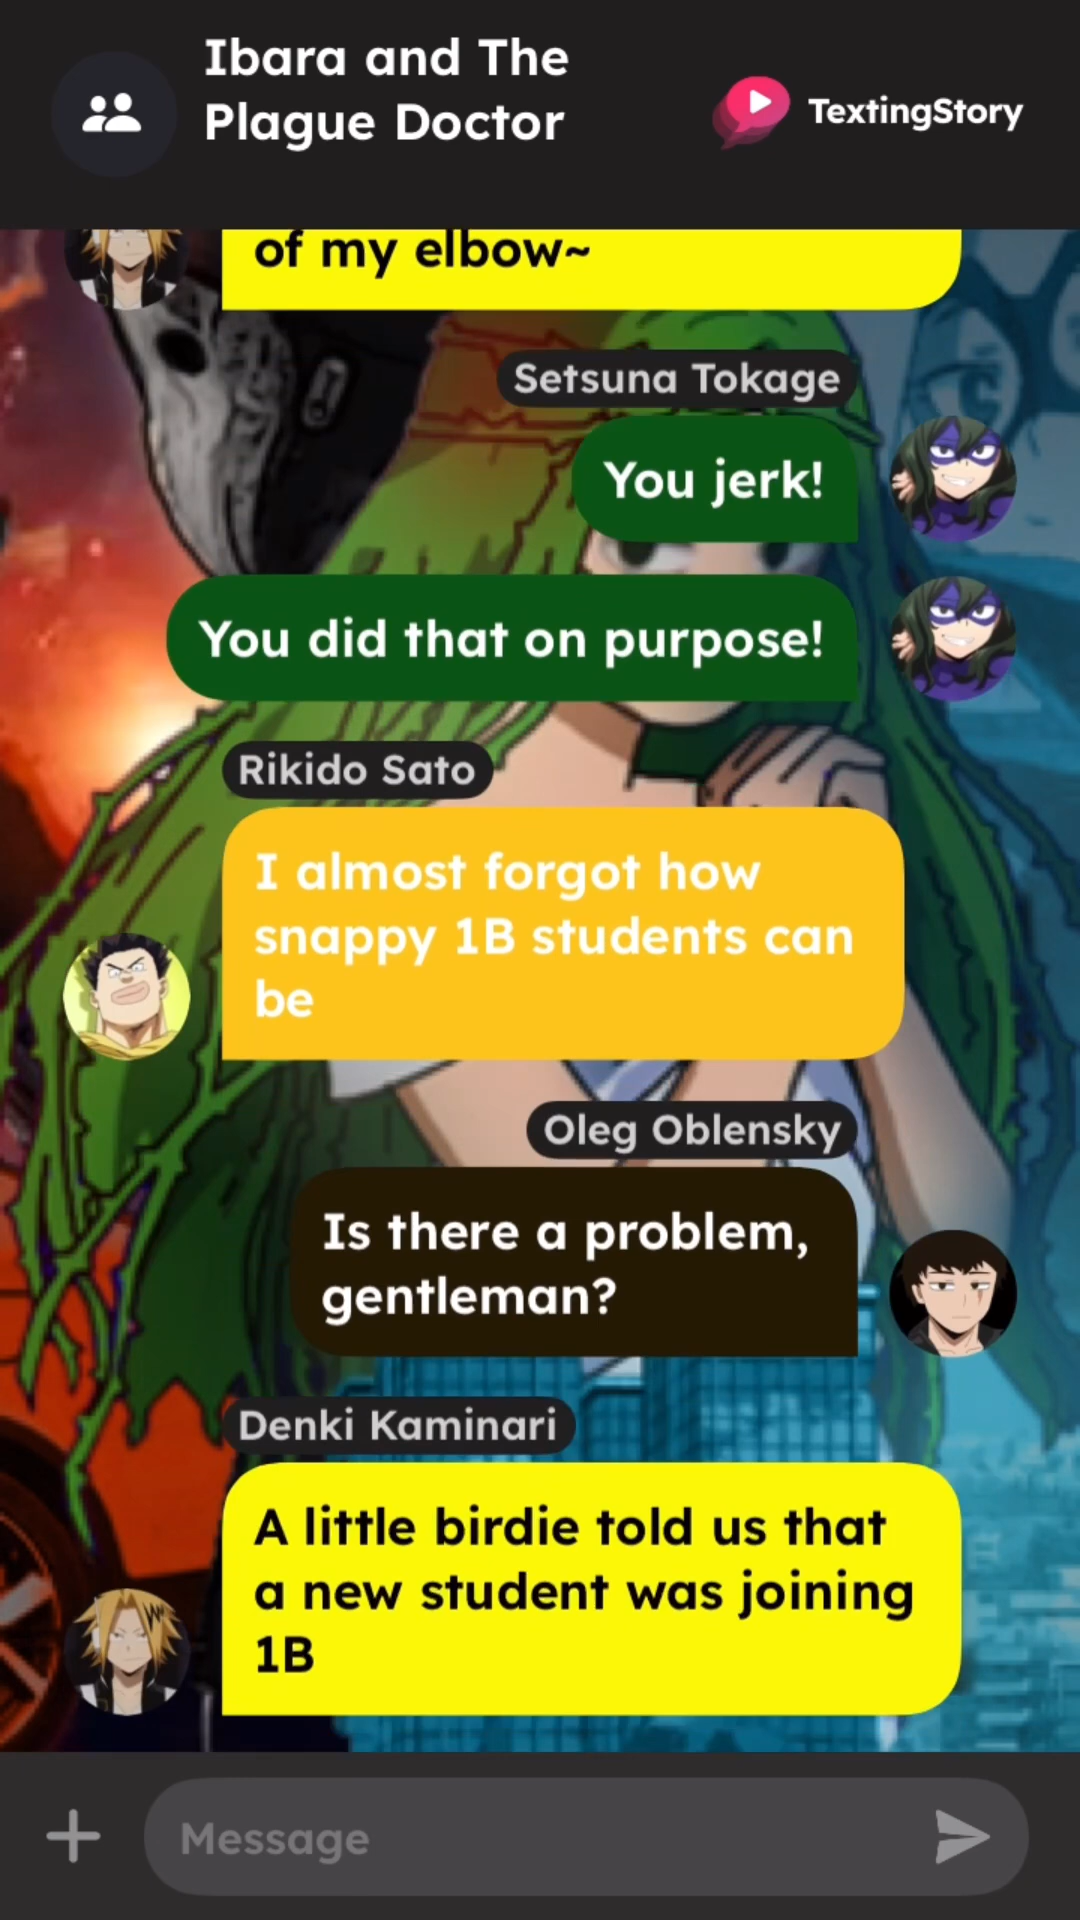 Ibara and The
Plague Doctor
TextingStory
of my elbow~
Setsuna Tokage
You jerk!
You did that on purpose!
Rikido Sato
I almost forgot how
snappy 1B students can
be
Oleg Oblensky
Is there a problem,
gentleman?
Denki Kaminari
A little birdie told us that
a new student was joining
1B
Message